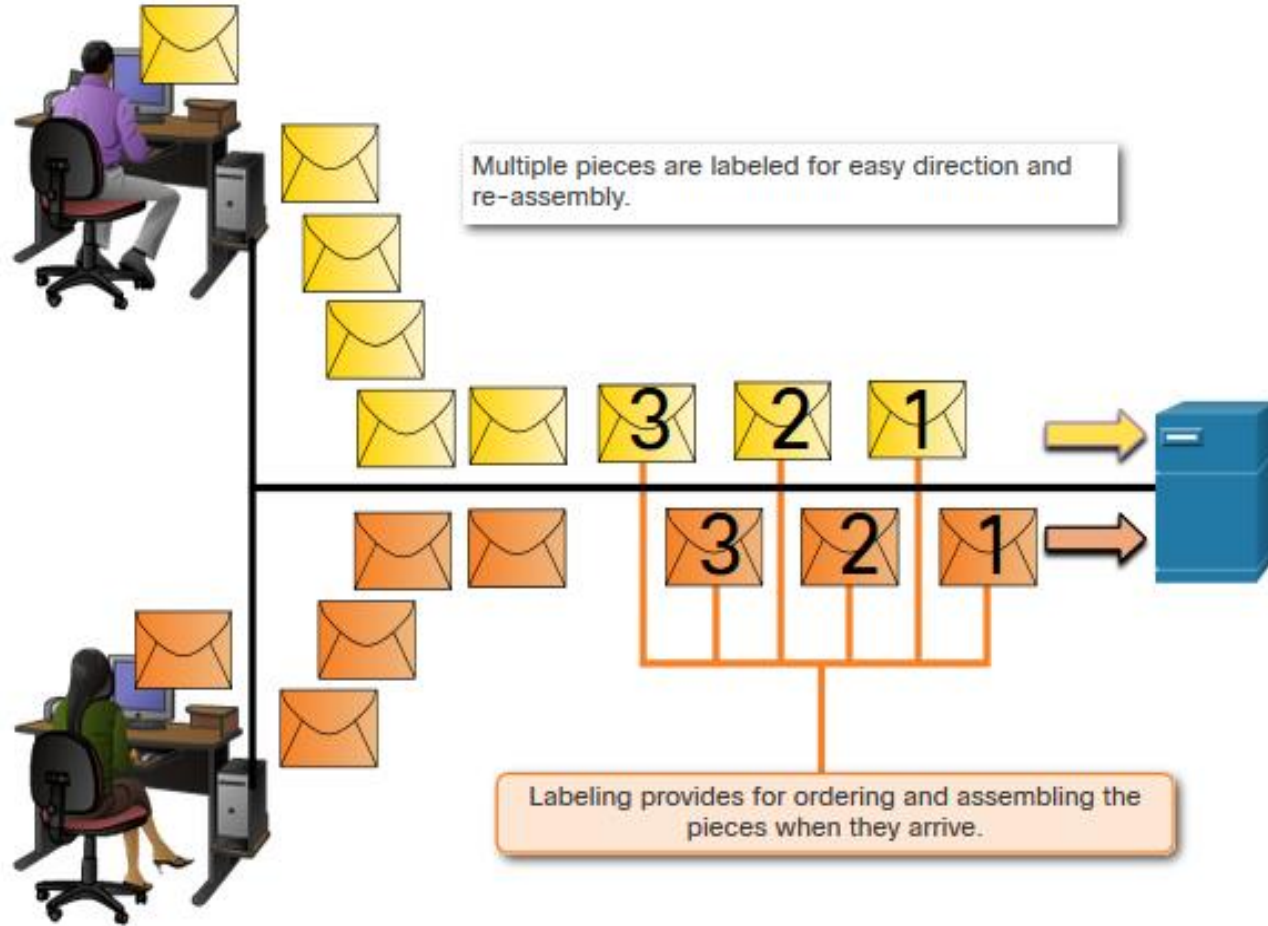 Multiple pieces are labeled for easy direction and
re-assembly.
3 2 1
3 2 1
Labeling provides for ordering and assembling the
pieces when they arrive.